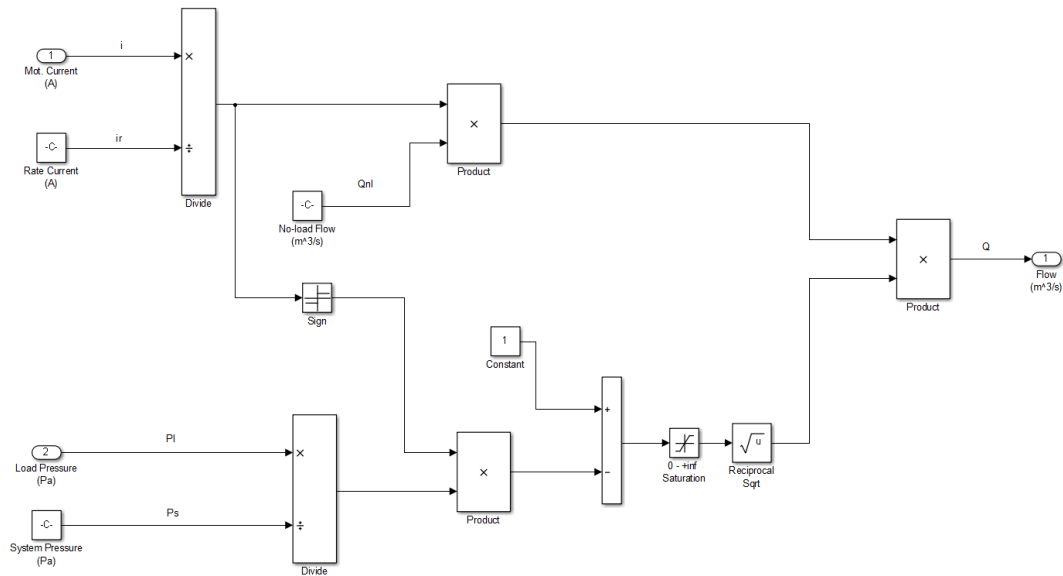 i
×
1
Mot. Current
(A)
ir
-C-
÷
Rate Current
(A)
Divide
×
Product
Qnl
-C-
No-load Flow
(m^3/s)
×
Q
1
Flow
(m^3/s)
Product
Sign
1
Constant
+
−
Pl
2
×
Load Pressure
(Pa)
Ps
-C-
÷
System Pressure
(Pa)
Divide
×
Product
0 - +inf
Saturation
√u
Reciprocal
Sqrt